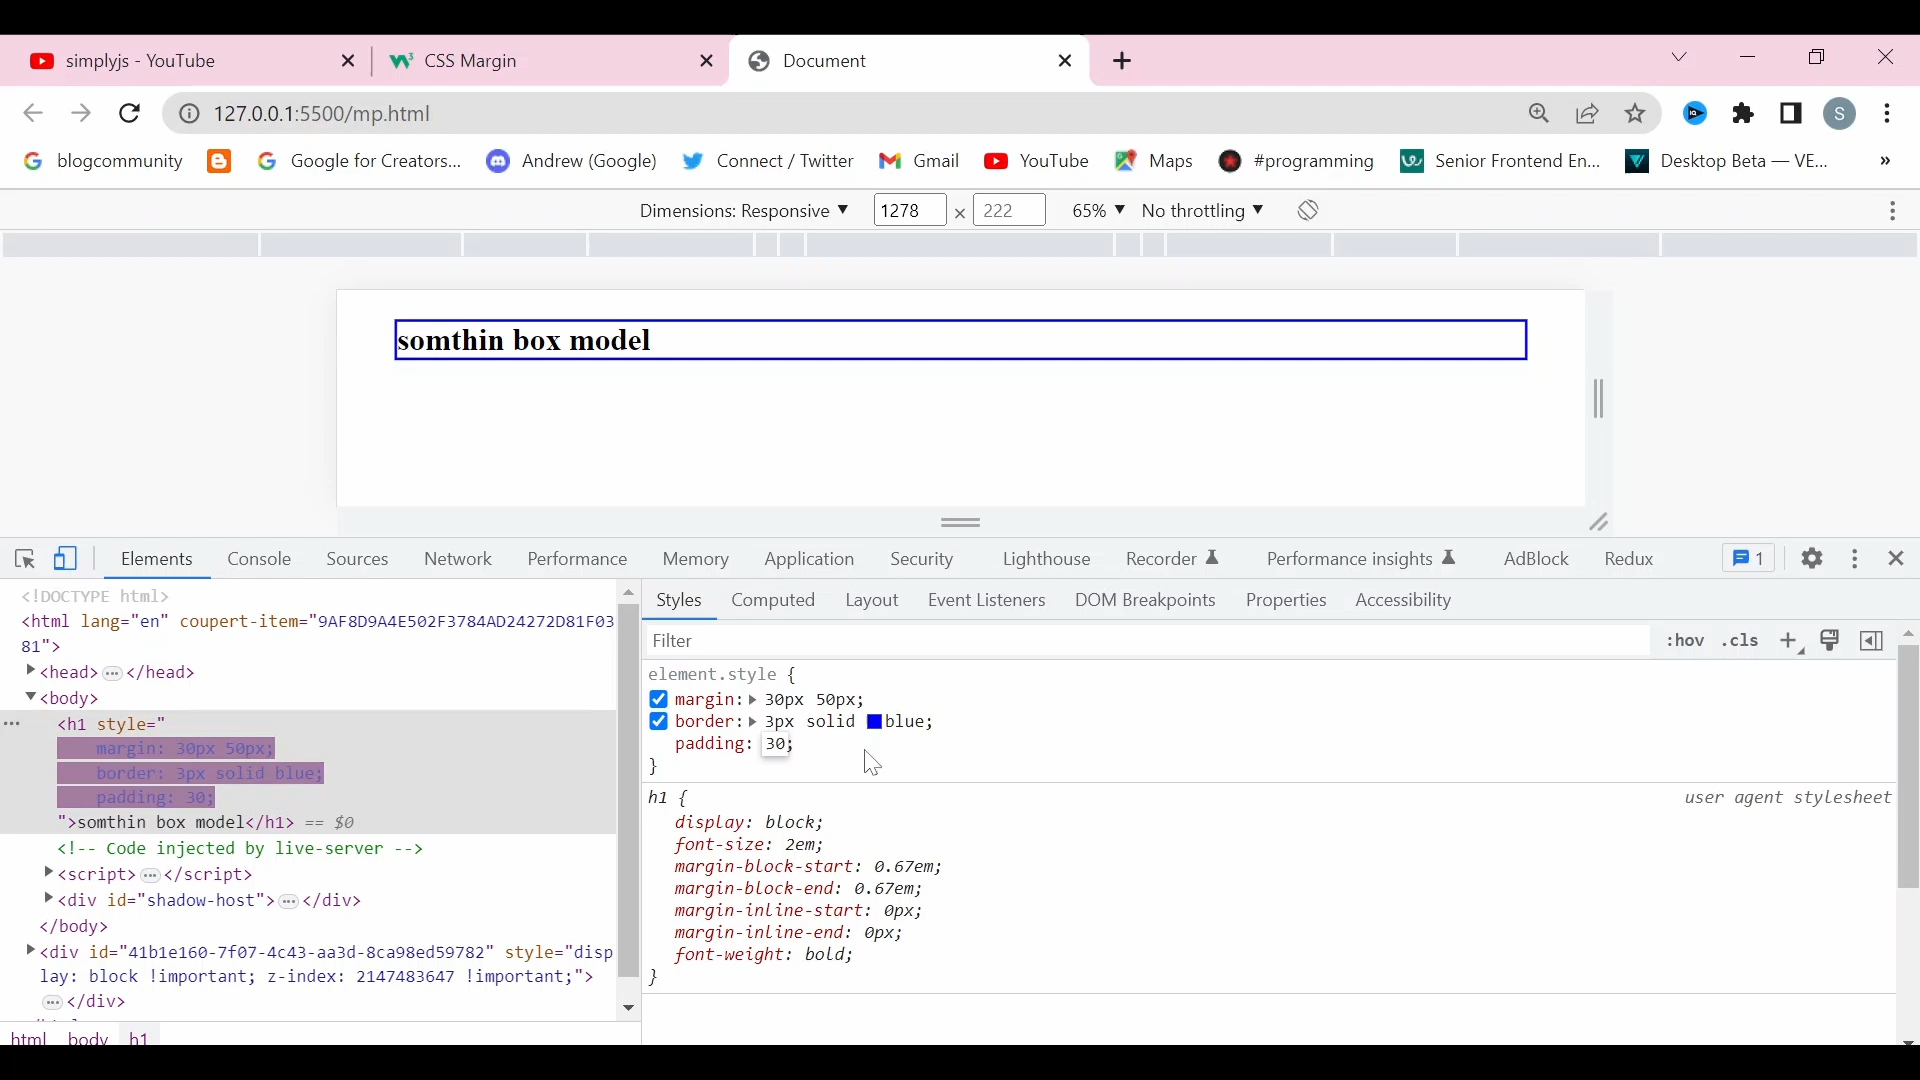 simplyjs - YouTube
CSS Margin
Document
127.0.0.1:5500/mp.html
S
blogcommunity
Google for Creators...
Andrew (Google)
Connect / Twitter
Gmail
YouTube
Maps
#programming
Senior Frontend En...
Desktop Beta — VE...
»
Dimensions: Responsive
1278 × 222
65%
No throttling
somthin box model
Elements
Console
Sources
Network
Performance
Memory
Application
Security
Lighthouse
Recorder
Performance insights
AdBlock
Redux
1
<!DOCTYPE html>
<html lang="en" coupert-item="9AF8D9A4E502F3784AD24272D81F03
81">
<head>…</head>
<body>
<h1 style="
margin: 30px 50px;
border: 3px solid blue;
padding: 30;
">somthin box model</h1> == $0
<!-- Code injected by live-server -->
<script>…</script>
<div id="shadow-host">…</div>
</body>
<div id="41b1e160-7f07-4c43-aa3d-8ca98ed59782" style="disp
lay: block !important; z-index: 2147483647 !important;">
…</div>
html body h1
Styles
Computed
Layout
Event Listeners
DOM Breakpoints
Properties
Accessibility
Filter
:hov
.cls
element.style {
margin: 30px 50px;
border: 3px solid blue;
padding: 30;
}
h1 {
user agent stylesheet
display: block;
font-size: 2em;
margin-block-start: 0.67em;
margin-block-end: 0.67em;
margin-inline-start: 0px;
margin-inline-end: 0px;
font-weight: bold;
}